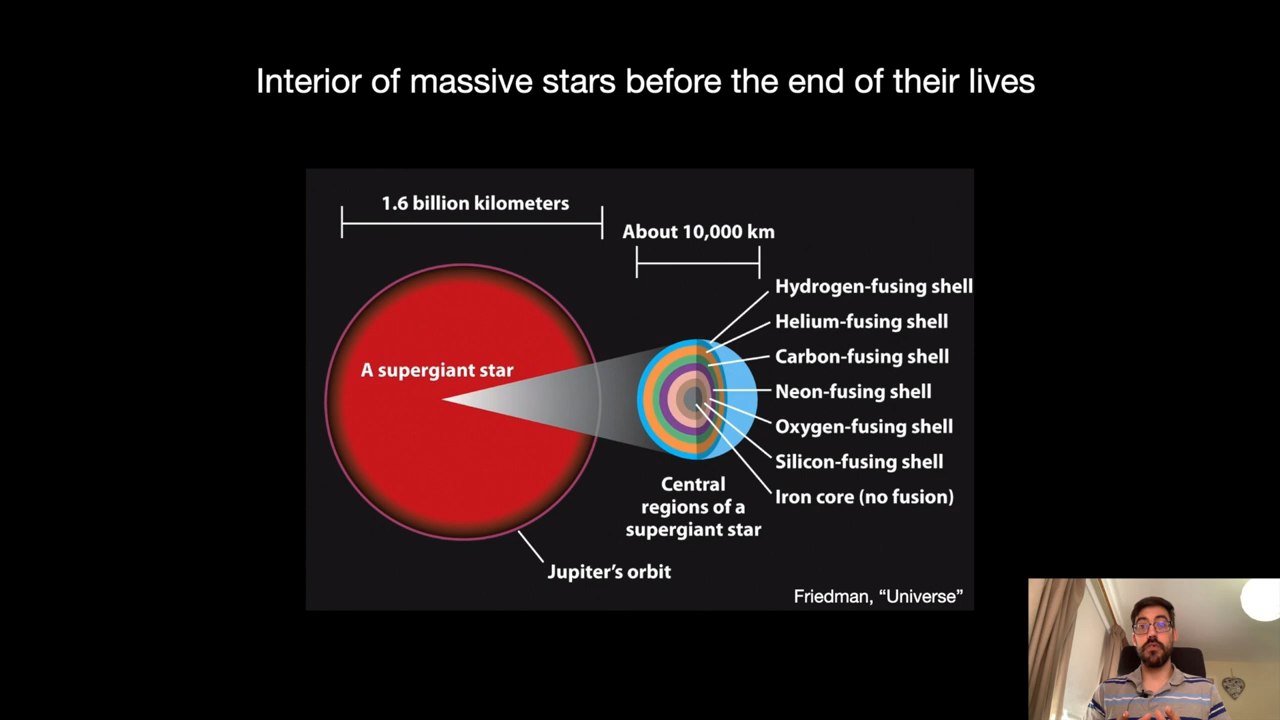 Interior of massive stars before the end of their lives
1.6 billion kilometers
About 10,000 km
Hydrogen-fusing shell
Helium-fusing shell
Carbon-fusing shell
A supergiant star
Neon-fusing shell
Oxygen-fusing shell
Silicon-fusing shell
Iron core (no fusion)
Central
regions of a
supergiant star
Jupiter's orbit
Friedman, “Universe”